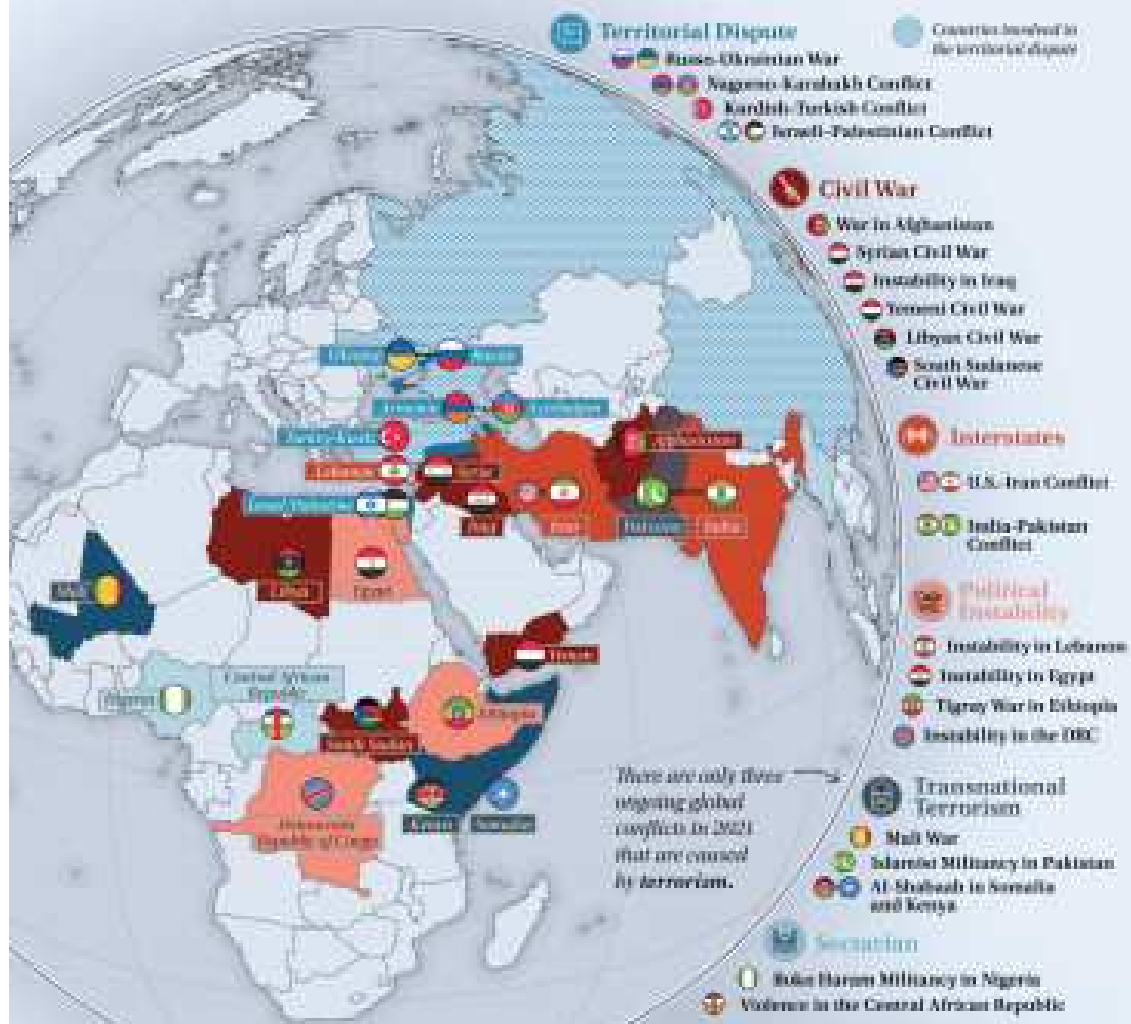 Territorial Dispute
Countries involved in
the territorial dispute
Russo-Ukrainian War
Nagorno-Karabakh Conflict
Kurdish-Turkish Conflict
Israeli-Palestinian Conflict
Civil War
War in Afghanistan
Syrian Civil War
Instability in Iraq
Yemeni Civil War
Libyan Civil War
South Sudanese
Civil War
Interstates
U.S.-Iran Conflict
India-Pakistan
Conflict
Political
Instability
Instability in Lebanon
Instability in Egypt
Tigray War in Ethiopia
Instability in the DRC
Transnational
Terrorism
Mali War
Islamist Militancy in Pakistan
Al-Shabaab in Somalia
and Kenya
Sectarian
Boko Haram Militancy in Nigeria
Violence in the Central African Republic
There are only three
ongoing global
conflicts in 2021
that are caused
by terrorism.
Ukraine
Russia
Armenia
Azerbaijan
Lebanon
Syria
Afghanistan
Israel/Palestine
Iraq
Iran
Pakistan
India
Mali
Libya
Egypt
Yemen
Nigeria
Central African
Republic
South Sudan
Ethiopia
Kenya
Somalia
Democratic
Republic of Congo